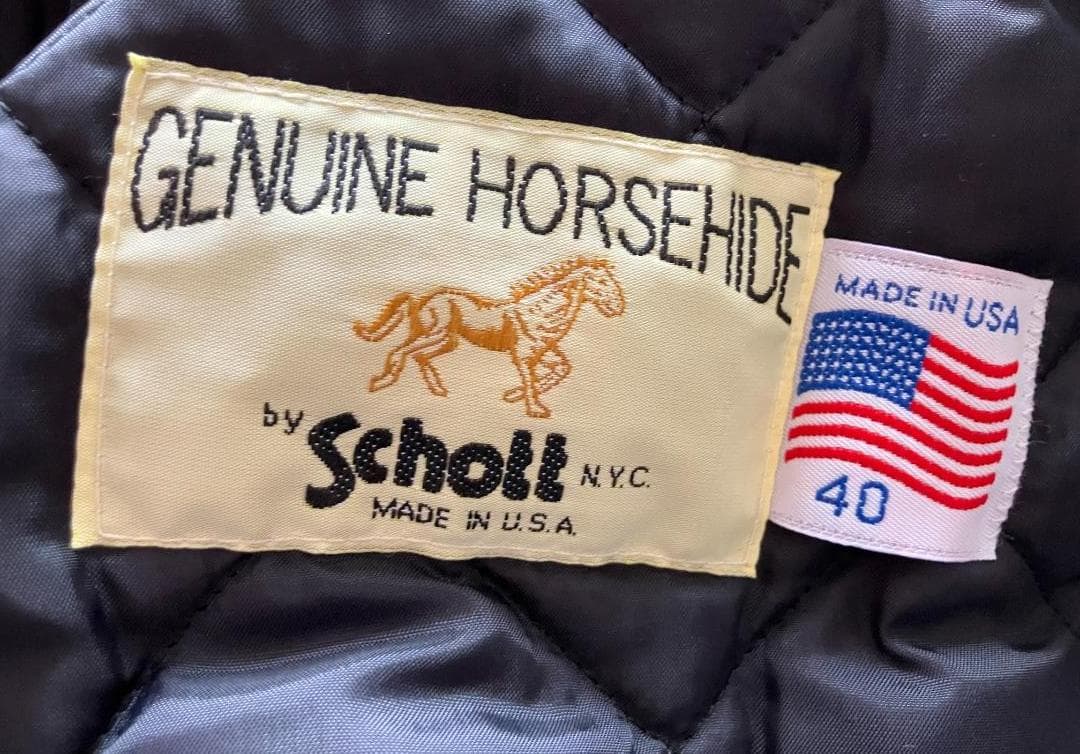 GENUINE HORSEHIDE
by Schott N.Y.C.
MADE IN U.S.A.
MADE IN USA
40